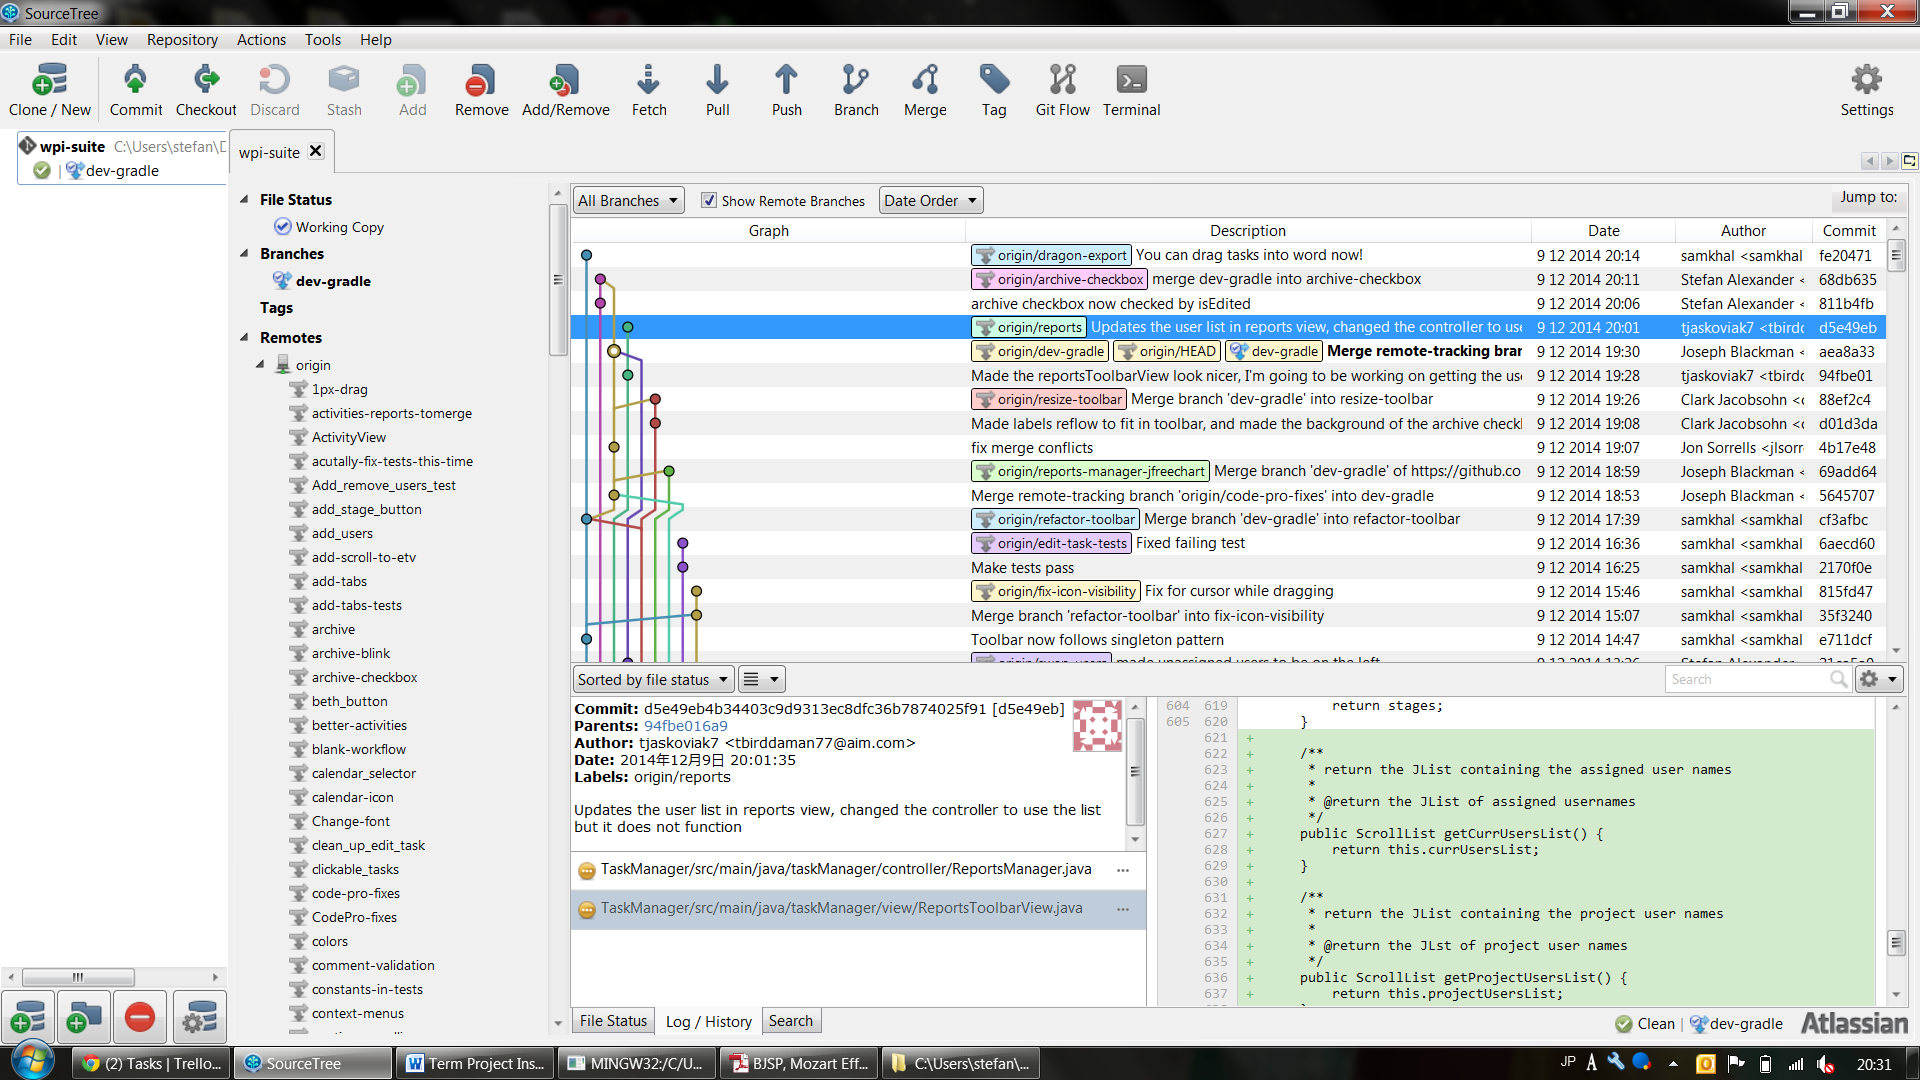 SourceTree
File Edit View Repository Actions Tools Help
Clone / New Commit Checkout Discard Stash Add Remove Add/Remove Fetch Pull Push Branch Merge Tag Git Flow Terminal Settings
wpi-suite C:\Users\stefan\D
dev-gradle
wpi-suite
File Status
Working Copy
Branches
dev-gradle
Tags
Remotes
origin
1px-drag
activities-reports-tomerge
ActivityView
acutally-fix-tests-this-time
Add_remove_users_test
add_stage_button
add_users
add-scroll-to-etv
add-tabs
add-tabs-tests
archive
archive-blink
archive-checkbox
beth_button
better-activities
blank-workflow
calendar_selector
calendar-icon
Change-font
clean_up_edit_task
clickable_tasks
code-pro-fixes
CodePro-fixes
colors
comment-validation
constants-in-tests
context-menus
All Branches Show Remote Branches Date Order Jump to:
Graph Description Date Author Commit
origin/dragon-export You can drag tasks into word now! 9 12 2014 20:14 samkhal <samkhal fe20471
origin/archive-checkbox merge dev-gradle into archive-checkbox 9 12 2014 20:11 Stefan Alexander < 68db635
archive checkbox now checked by isEdited 9 12 2014 20:06 Stefan Alexander < 811b4fb
origin/reports Updates the user list in reports view, changed the controller to use 9 12 2014 20:01 tjaskoviak7 <tbirdc d5e49eb
origin/dev-gradle origin/HEAD dev-gradle Merge remote-tracking bran 9 12 2014 19:30 Joseph Blackman < aea8a33
Made the reportsToolbarView look nicer, I'm going to be working on getting the use 9 12 2014 19:28 tjaskoviak7 <tbirdc 94fbe01
origin/resize-toolbar Merge branch 'dev-gradle' into resize-toolbar 9 12 2014 19:26 Clark Jacobsohn <c 88ef2c4
Made labels reflow to fit in toolbar, and made the background of the archive checkl 9 12 2014 19:08 Clark Jacobsohn <c d01d3da
fix merge conflicts 9 12 2014 19:07 Jon Sorrells <jlsorr 4b17e48
origin/reports-manager-jfreechart Merge branch 'dev-gradle' of https://github.co 9 12 2014 18:59 Joseph Blackman < 69add64
Merge remote-tracking branch 'origin/code-pro-fixes' into dev-gradle 9 12 2014 18:53 Joseph Blackman < 5645707
origin/refactor-toolbar Merge branch 'dev-gradle' into refactor-toolbar 9 12 2014 17:39 samkhal <samkhal cf3afbc
origin/edit-task-tests Fixed failing test 9 12 2014 16:36 samkhal <samkhal 6aecd60
Make tests pass 9 12 2014 16:25 samkhal <samkhal 2170f0e
origin/fix-icon-visibility Fix for cursor while dragging 9 12 2014 15:46 samkhal <samkhal 815fd47
Merge branch 'refactor-toolbar' into fix-icon-visibility 9 12 2014 15:07 samkhal <samkhal 35f3240
Toolbar now follows singleton pattern 9 12 2014 14:47 samkhal <samkhal e711dcf
made unassigned users to be on the left
Sorted by file status Search
Commit: d5e49eb4b34403c9d9313ec8dfc36b7874025f91 [d5e49eb]
Parents: 94fbe016a9
Author: tjaskoviak7 <tbirddaman77@aim.com>
Date: 2014年12月9日 20:01:35
Labels: origin/reports
Updates the user list in reports view, changed the controller to use the list
but it does not function
TaskManager/src/main/java/taskManager/controller/ReportsManager.java ...
TaskManager/src/main/java/taskManager/view/ReportsToolbarView.java ...
604 619 return stages;
605 620 }
621 +
622 + /**
623 + * return the JList containing the assigned user names
624 + *
625 + * @return the JList of assigned usernames
626 + */
627 + public ScrollList getCurrUsersList() {
628 + return this.currUsersList;
629 + }
630 +
631 + /**
632 + * return the JList containing the project user names
633 + *
634 + * @return the JLst of project user names
635 + */
636 + public ScrollList getProjectUsersList() {
637 + return this.projectUsersList;
File Status Log / History Search
Clean dev-gradle Atlassian
(2) Tasks | Trello... SourceTree Term Project Ins... MINGW32:/C/U... BJSP, Mozart Eff... C:\Users\stefan\... JP A 20:31